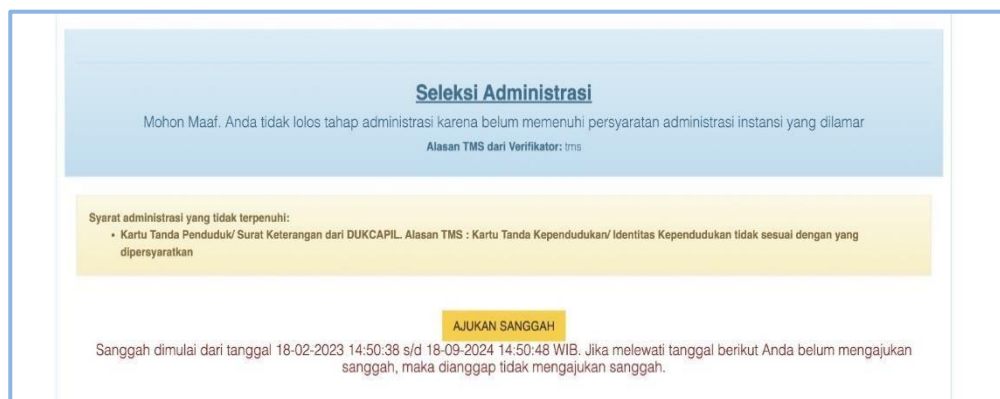 Seleksi Administrasi
Mohon Maaf. Anda tidak lolos tahap administrasi karena belum memenuhi persyaratan administrasi instansi yang dilamar
Alasan TMS dari Verifikator: tms
Syarat administrasi yang tidak terpenuhi:
• Kartu Tanda Penduduk/ Surat Keterangan dari DUKCAPIL. Alasan TMS : Kartu Tanda Kependudukan/ Identitas Kependudukan tidak sesuai dengan yang
dipersyaratkan
AJUKAN SANGGAH
Sanggah dimulai dari tanggal 18-02-2023 14:50:38 s/d 18-09-2024 14:50:48 WIB. Jika melewati tanggal berikut Anda belum mengajukan
sanggah, maka dianggap tidak mengajukan sanggah.